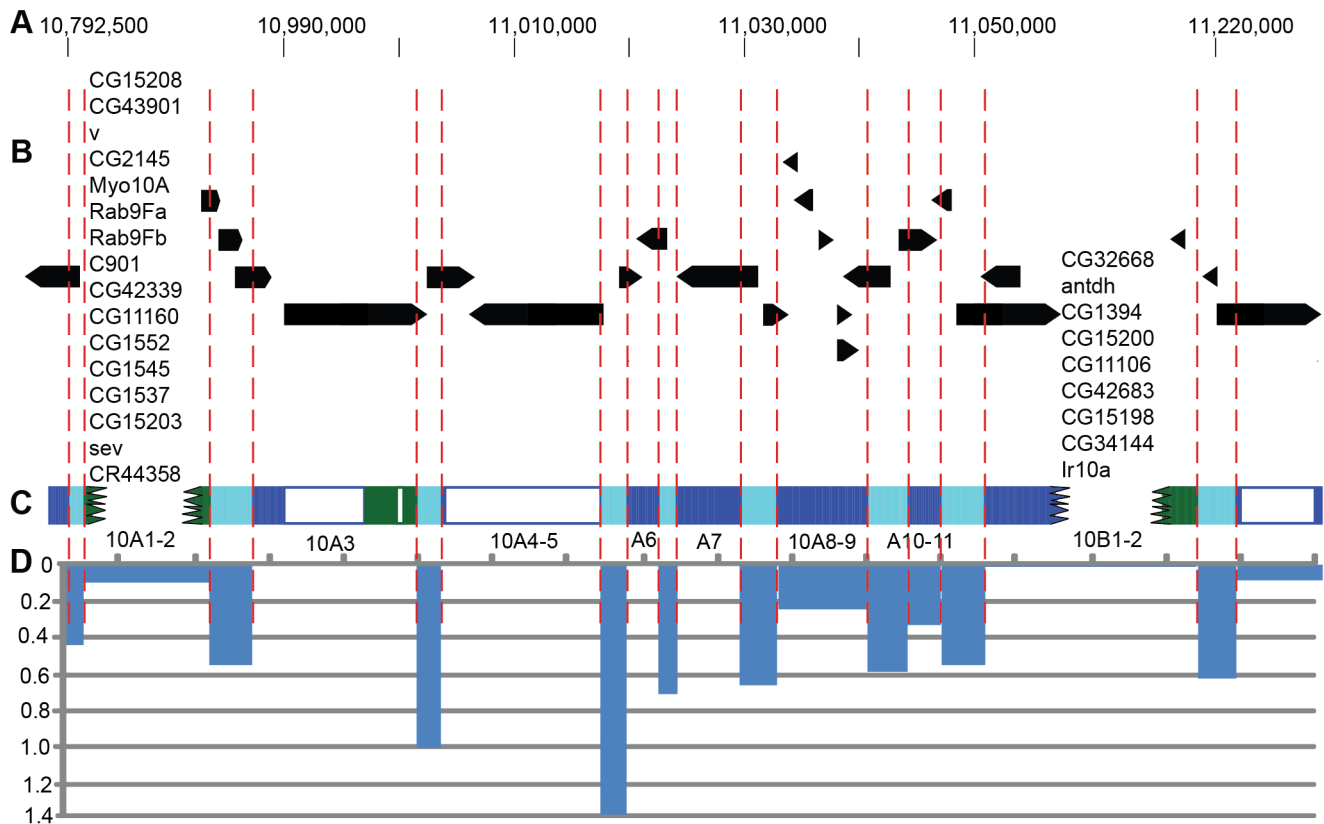 A 10,792,500 10,990,000 11,010,000 11,030,000 11,050,000 11,220,000
CG15208
CG43901
v
B
CG2145
Myo10A
Rab9Fa
Rab9Fb
C901
CG42339
CG11160
CG1552
CG1545
CG1537
CG15203
sev
CR44358
CG32668
antdh
CG1394
CG15200
CG11106
CG42683
CG15198
CG34144
Ir10a
C
10A1-2 10A3 10A4-5 A6 A7 10A8-9 A10-11 10B1-2
D
0
0.2
0.4
0.6
0.8
1.0
1.2
1.4